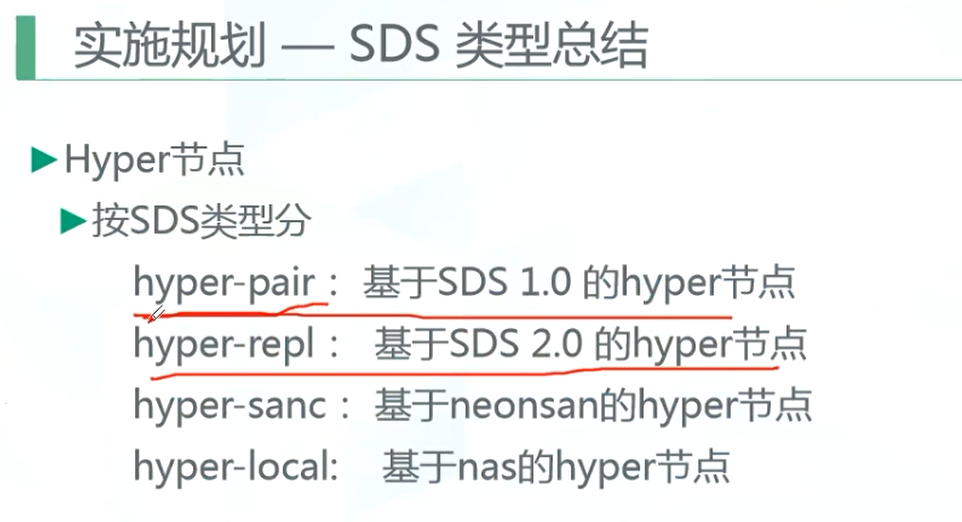 实施规划 — SDS 类型总结
Hyper节点
按SDS类型分
hyper-pair： 基于SDS 1.0 的hyper节点
hyper-repl： 基于SDS 2.0 的hyper节点
hyper-sanc： 基于neonsan的hyper节点
hyper-local: 基于nas的hyper节点